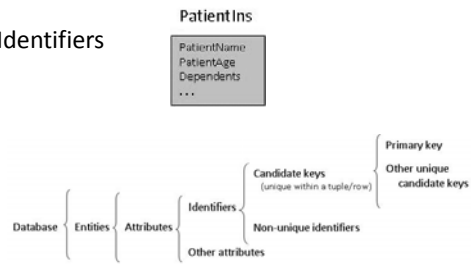 PatientIns
Identifiers
PatientName
PatientAge
Dependents
...
Primary key
Candidate keys
(unique within a tuple/row)
Other unique
candidate keys
Identifiers
Database
Entities
Attributes
Non-unique identifiers
Other attributes